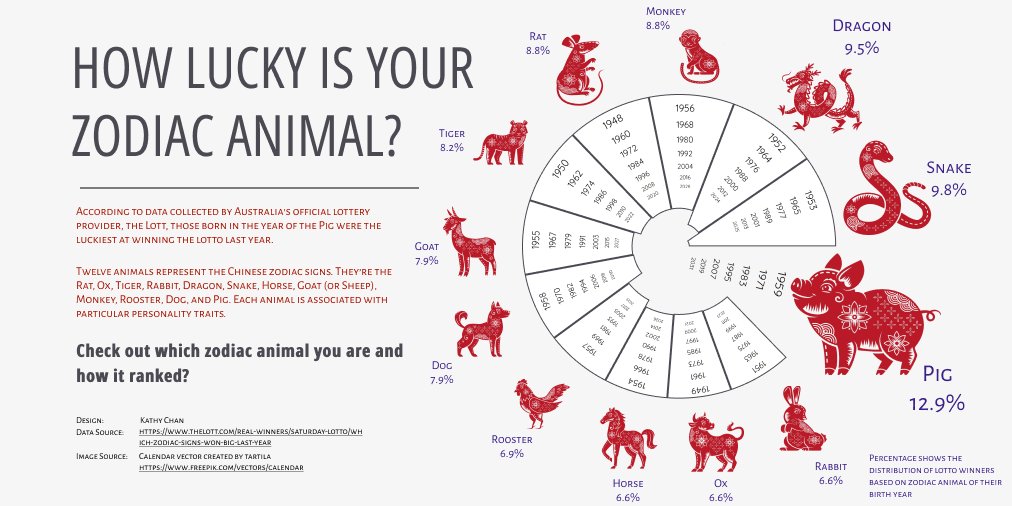 HOW LUCKY IS YOUR
ZODIAC ANIMAL?
According to data collected by Australia's official lottery
provider, the Lott, those born in the year of the Pig were the
luckiest at winning the lotto last year.
Twelve animals represent the Chinese zodiac signs. They're the
Rat, Ox, Tiger, Rabbit, Dragon, Snake, Horse, Goat (or Sheep),
Monkey, Rooster, Dog, and Pig. Each animal is associated with
particular personality traits.
Check out which zodiac animal you are and
how it ranked?
Design: Kathy Chan
Data Source: https://www.thelott.com/real-winners/saturday-lotto/wh
ich-zodiac-signs-won-big-last-year
Image Source: Calendar vector created by tartila
https://www.freepik.com/vectors/calendar
Monkey
8.8%
Rat
8.8%
Dragon
9.5%
Tiger
8.2%
Snake
9.8%
Goat
7.9%
Dog
7.9%
Pig
12.9%
Rooster
6.9%
Horse
6.6%
Ox
6.6%
Rabbit
6.6%
1956
1968
1980
1992
2004
2016
2028
1952
1964
1976
1988
2000
2012
2024
1953
1965
1977
1989
2001
2013
2025
1959
1971
1983
1995
2007
2019
2031
1951
1963
1975
1987
1999
2011
2023
1949
1961
1973
1985
1997
2009
2021
1954
1966
1978
1990
2002
2014
2026
1957
1969
1981
1993
2005
2017
1958
1970
1982
1994
2006
2018
2030
1955
1967
1979
1991
2003
2015
2027
1950
1962
1974
1986
1998
2010
2022
1948
1960
1972
1984
1996
2008
2020
Percentage shows the
distribution of lotto winners
based on zodiac animal of their
birth year